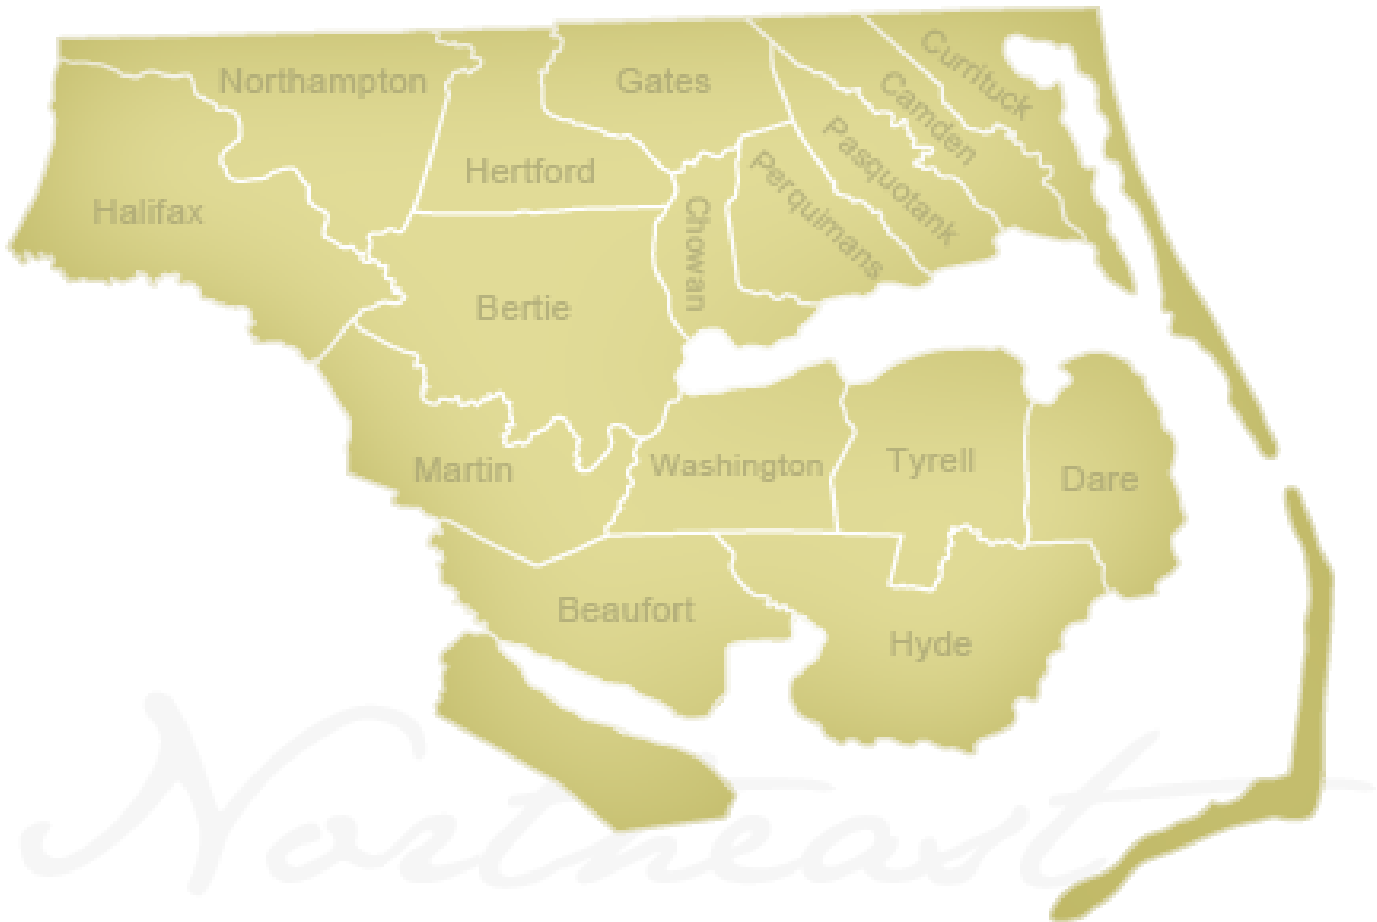 Northampton
Gates
Currituck
Camden
Pasquotank
Perquimans
Hertford
Halifax
Chowan
Bertie
Martin
Washington
Tyrell
Dare
Beaufort
Hyde
Northeast